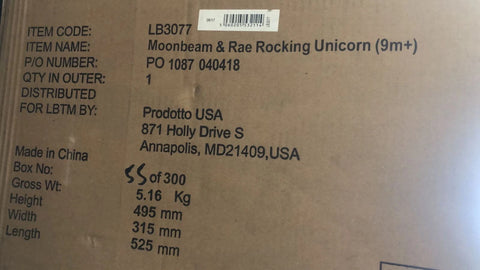 ITEM CODE: LB3077
ITEM NAME: Moonbeam & Rae Rocking Unicorn (9m+)
P/O NUMBER: PO 1087 040418
QTY IN OUTER: 1
DISTRIBUTED
FOR LBTM BY: Prodotto USA
871 Holly Drive S
Annapolis, MD21409,USA
Made in China
Box No: 55 of 300
Gross Wt: 5.16 Kg
Height 495 mm
Width 315 mm
Length 525 mm